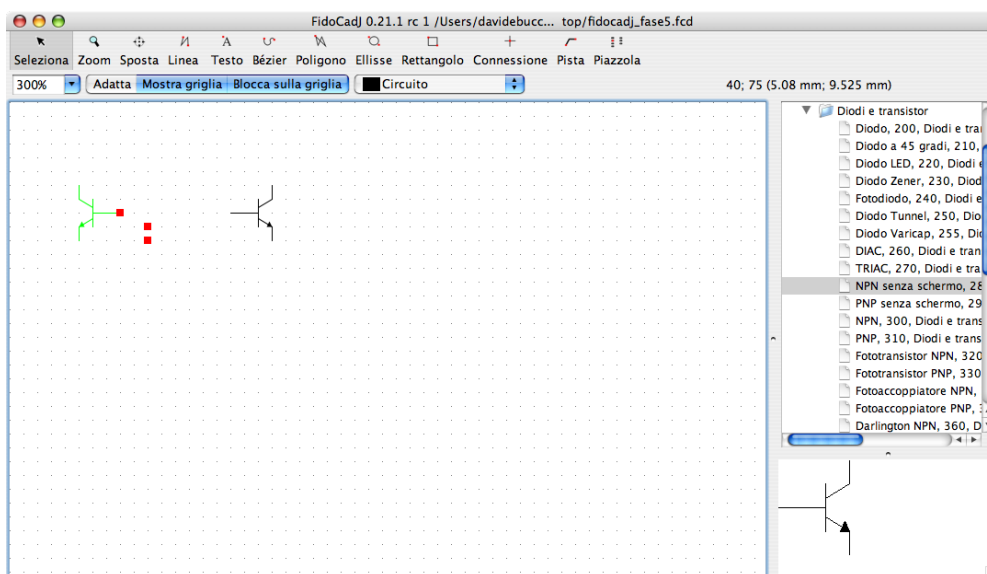 FidoCadJ 0.21.1 rc 1 /Users/davidebucc... top/fidocadj_fase5.fcd
Seleziona Zoom Sposta Linea Testo Bézier Poligono Ellisse Rettangolo Connessione Pista Piazzola
300% Adatta Mostra griglia Blocca sulla griglia Circuito 40; 75 (5.08 mm; 9.525 mm)
Diodi e transistor
Diodo, 200, Diodi e tra
Diodo a 45 gradi, 210,
Diodo LED, 220, Diodi e
Diodo Zener, 230, Diod
Fotodiodo, 240, Diodi e
Diodo Tunnel, 250, Dio
Diodo Varicap, 255, Di
DIAC, 260, Diodi e tran
TRIAC, 270, Diodi e tra
NPN senza schermo, 28
PNP senza schermo, 29
NPN, 300, Diodi e trans
PNP, 310, Diodi e trans
Fototransistor NPN, 320
Fototransistor PNP, 330
Fotoaccoppiatore NPN,
Fotoaccoppiatore PNP,
Darlington NPN, 360, D